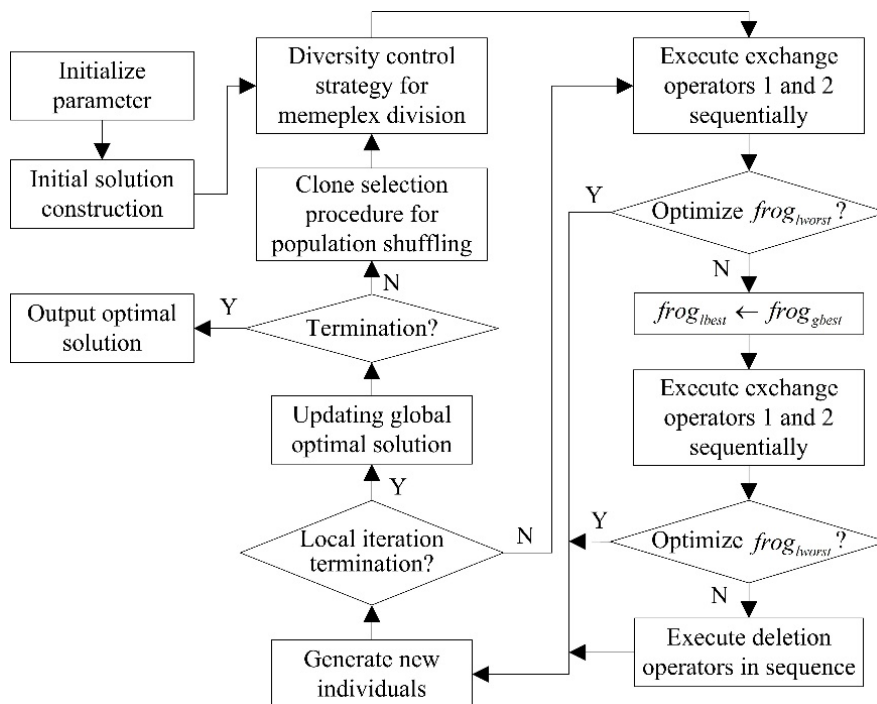 Initialize
parameter
Initial solution
construction
Diversity control
strategy for
memeplex division
Clone selection
procedure for
population shuffling
N
Y
Termination?
Output optimal
solution
Updating global
optimal solution
Y
Local iteration
termination?
N
Generate new
individuals
Execute exchange
operators 1 and 2
sequentially
Y
Optimize frog_lworst ?
N
frog_lbest ← frog_gbest
Execute exchange
operators 1 and 2
sequentially
Y
Optimize frog_lworst ?
N
Execute deletion
operators in sequence